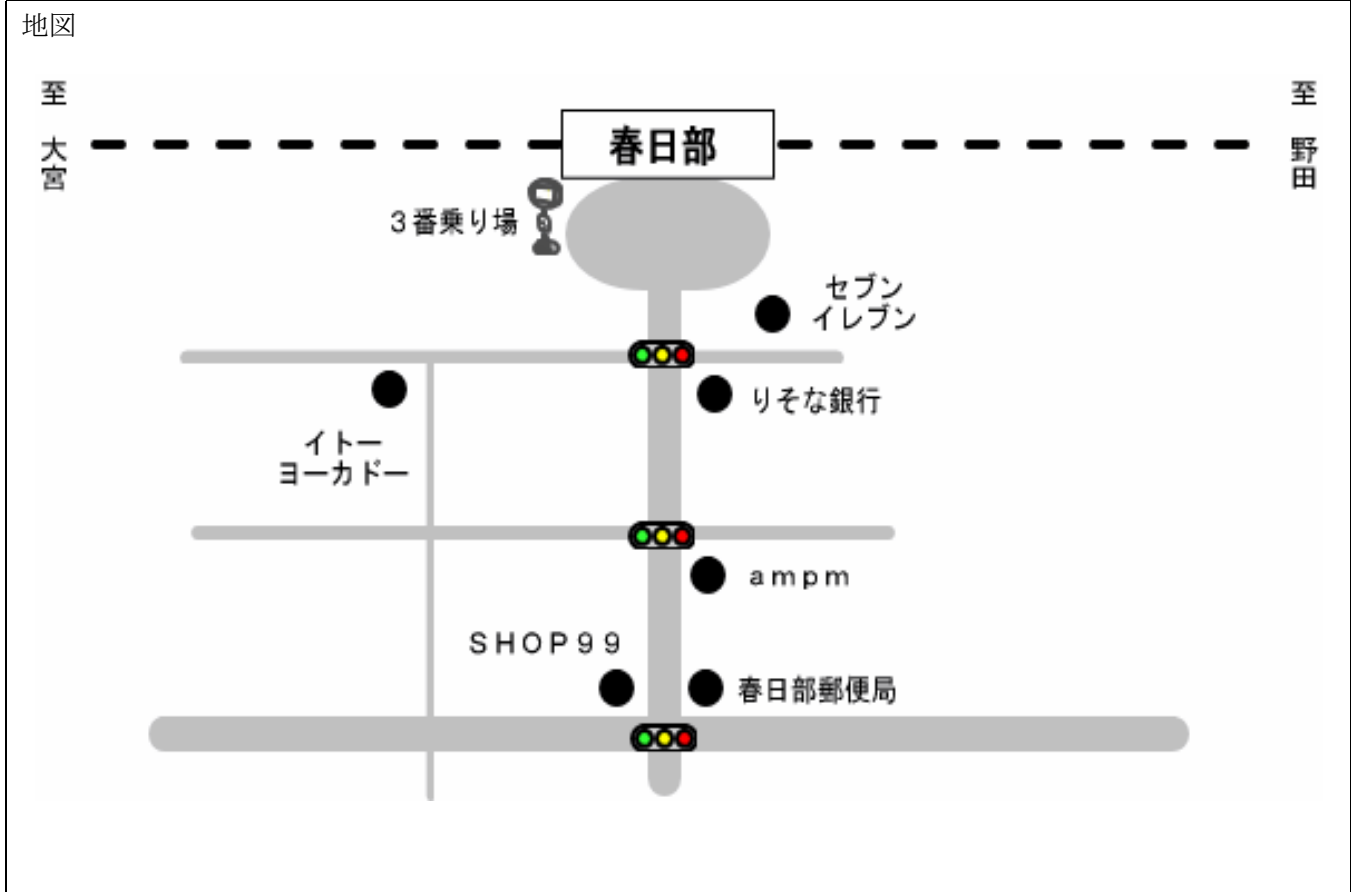 地図
至 大宮
至 野田
春日部
３番乗り場
セブン
イレブン
りそな銀行
イトー
ヨーカドー
ａｍｐｍ
ＳＨＯＰ９９
春日部郵便局